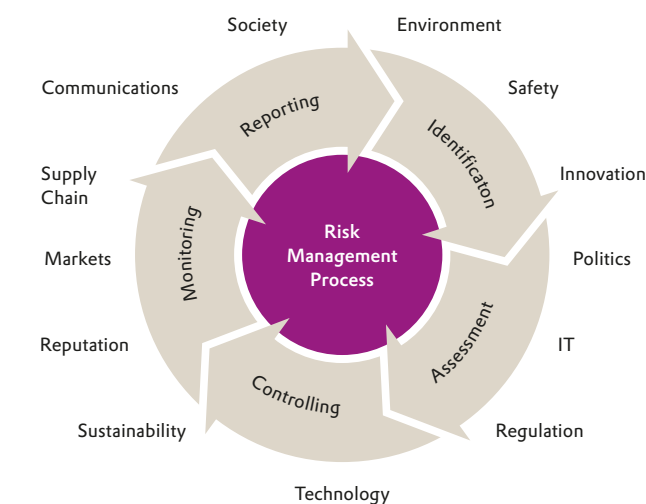 Society
Environment
Communications
Safety
Reporting
Identificaton
Supply
Chain
Innovation
Risk
Management
Process
Monitoring
Markets
Politics
Reputation
IT
Assessment
Controlling
Sustainability
Regulation
Technology